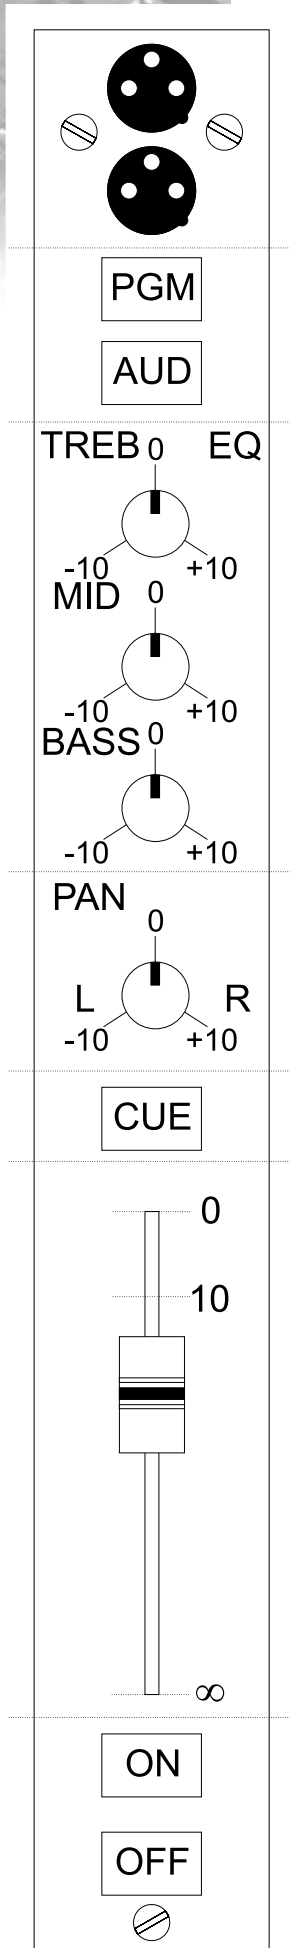 PGM
AUD
TREB 0 EQ
-10 +10
MID 0
-10 +10
BASS 0
-10 +10
PAN
0
L R
-10 +10
CUE
0
10
∞
ON
OFF